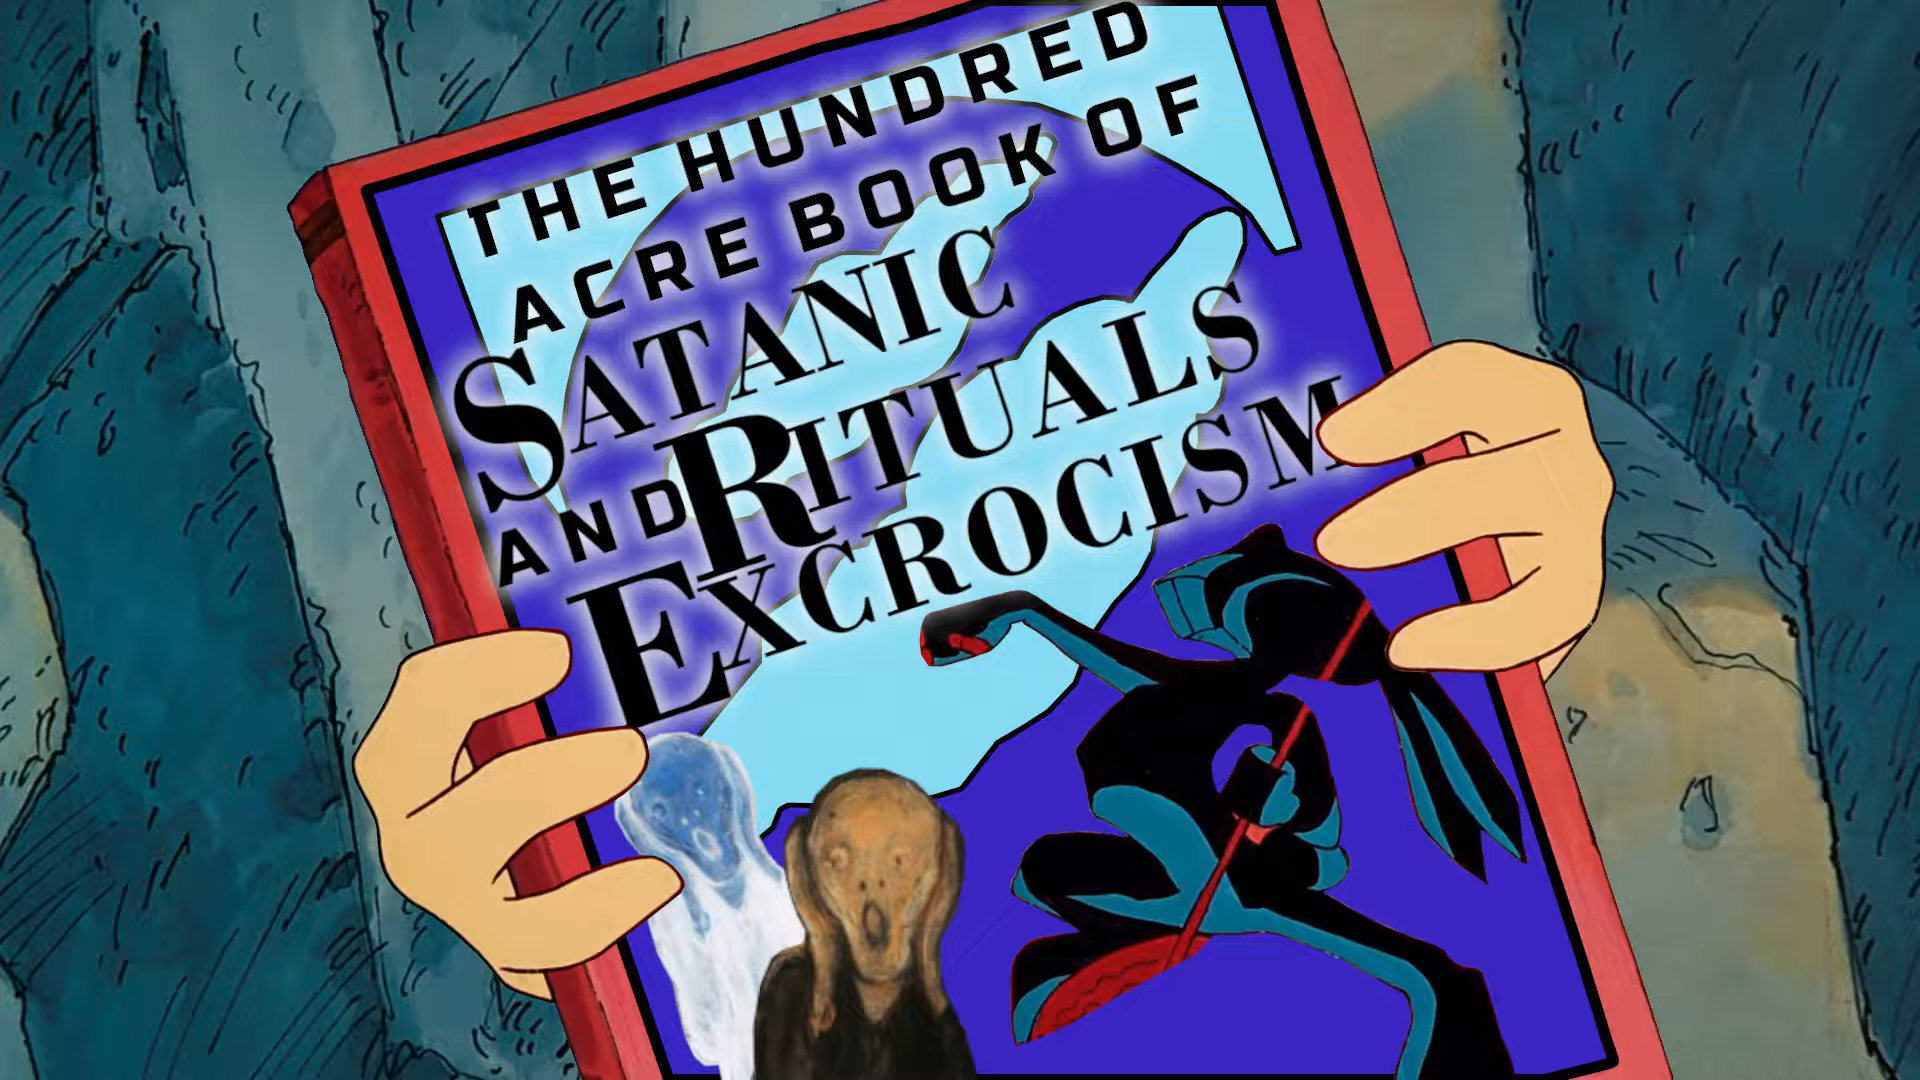 THE HUNDRED
ACRE BOOK OF
SATANIC
AND RITUALS
EXCROCISM